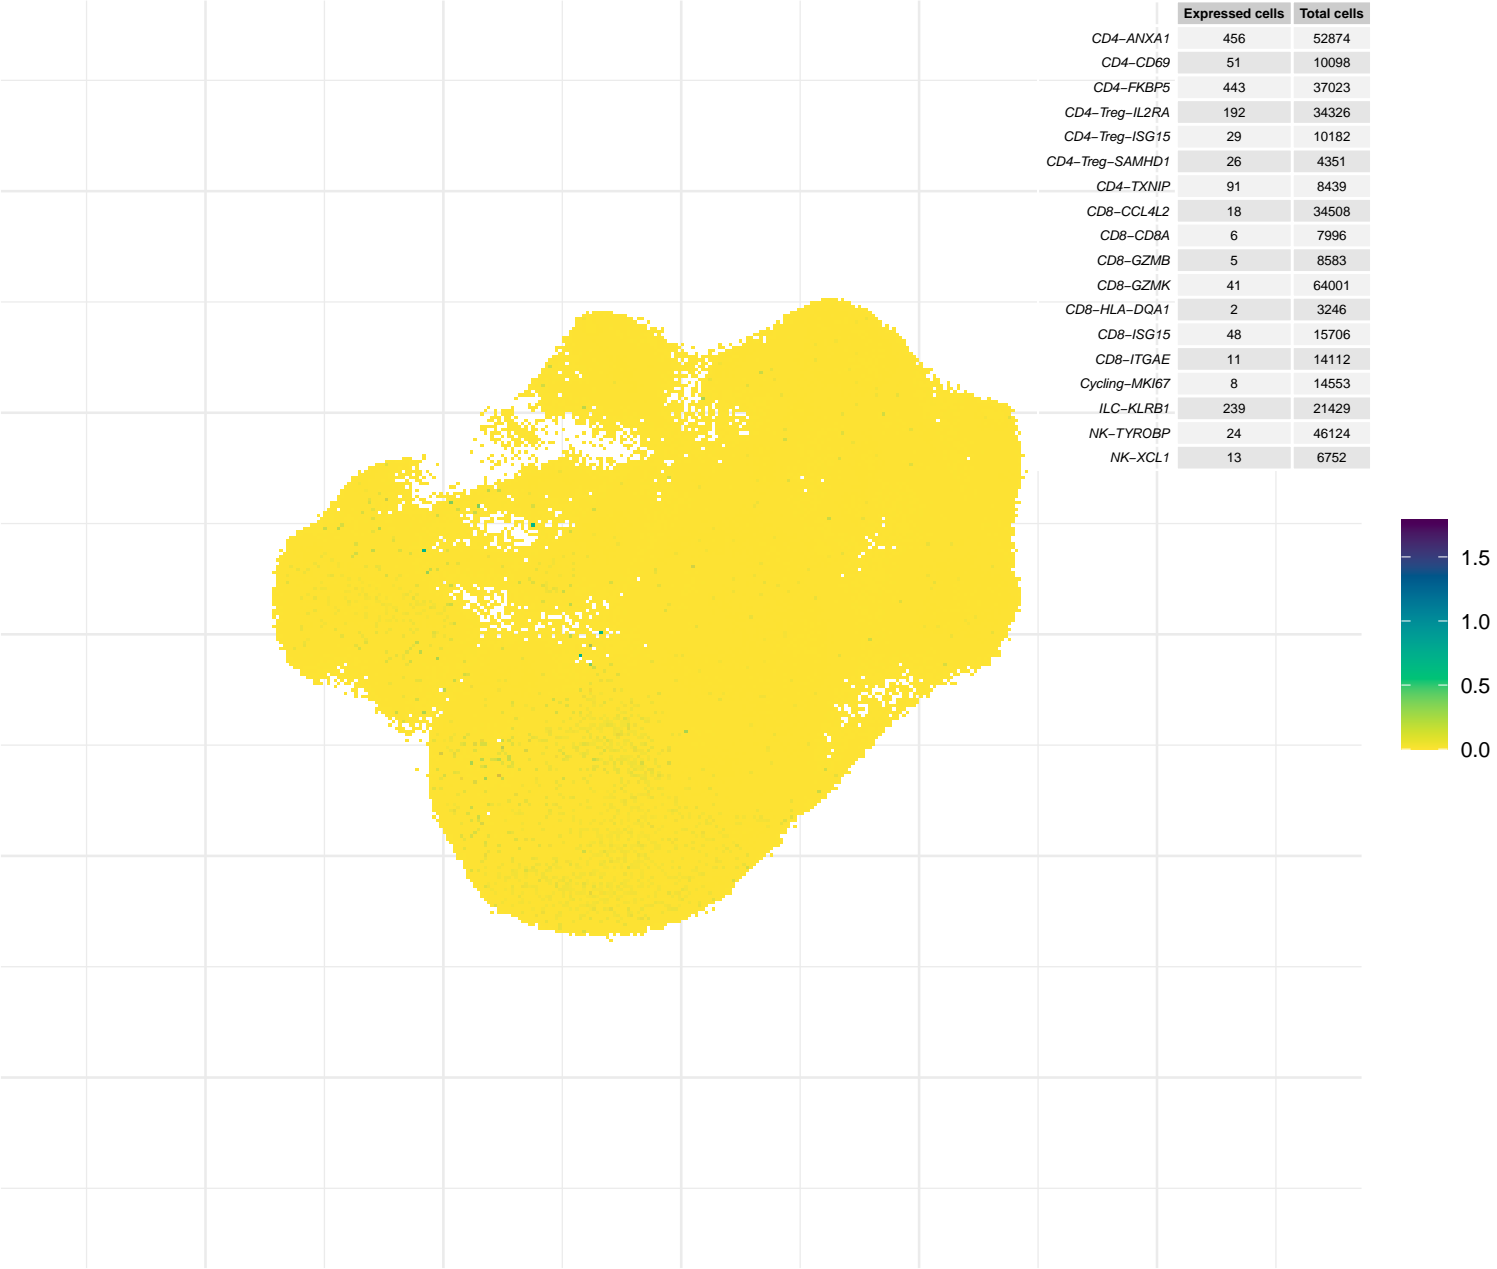 Expressed cells Total cells
CD4−ANXA1 456 52874
CD4−CD69 51 10098
CD4−FKBP5 443 37023
CD4−Treg−IL2RA 192 34326
CD4−Treg−ISG15 29 10182
CD4−Treg−SAMHD1 26 4351
CD4−TXNIP 91 8439
CD8−CCL4L2 18 34508
CD8−CD8A 6 7996
CD8−GZMB 5 8583
CD8−GZMK 41 64001
CD8−HLA−DQA1 2 3246
CD8−ISG15 48 15706
CD8−ITGAE 11 14112
Cycling−MKI67 8 14553
ILC−KLRB1 239 21429
NK−TYROBP 24 46124
NK−XCL1 13 6752
1.5
1.0
0.5
0.0